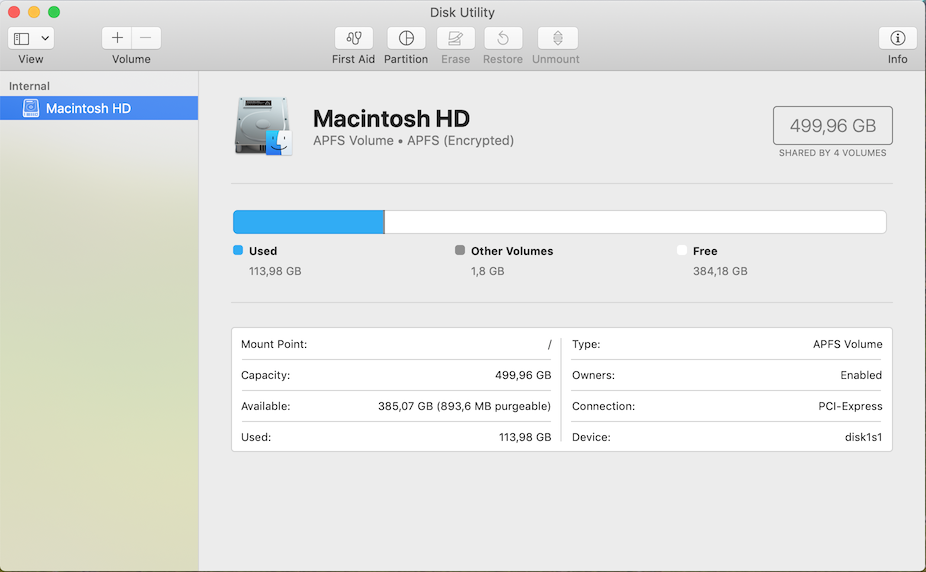 Disk Utility
View
Volume
First Aid
Partition
Erase
Restore
Unmount
Info
Internal
Macintosh HD
Macintosh HD
APFS Volume • APFS (Encrypted)
499,96 GB
SHARED BY 4 VOLUMES
Used
113,98 GB
Other Volumes
1,8 GB
Free
384,18 GB
Mount Point: /
Capacity: 499,96 GB
Available: 385,07 GB (893,6 MB purgeable)
Used: 113,98 GB
Type: APFS Volume
Owners: Enabled
Connection: PCI-Express
Device: disk1s1